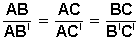 AB/AB' = AC/AC' = BC/B'C'